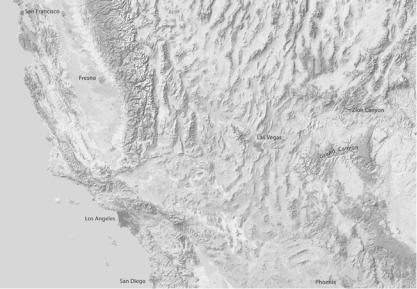 San Francisco
Fresno
Zion Canyon
Las Vegas
Grand Canyon
Los Angeles
San Diego
Phoenix